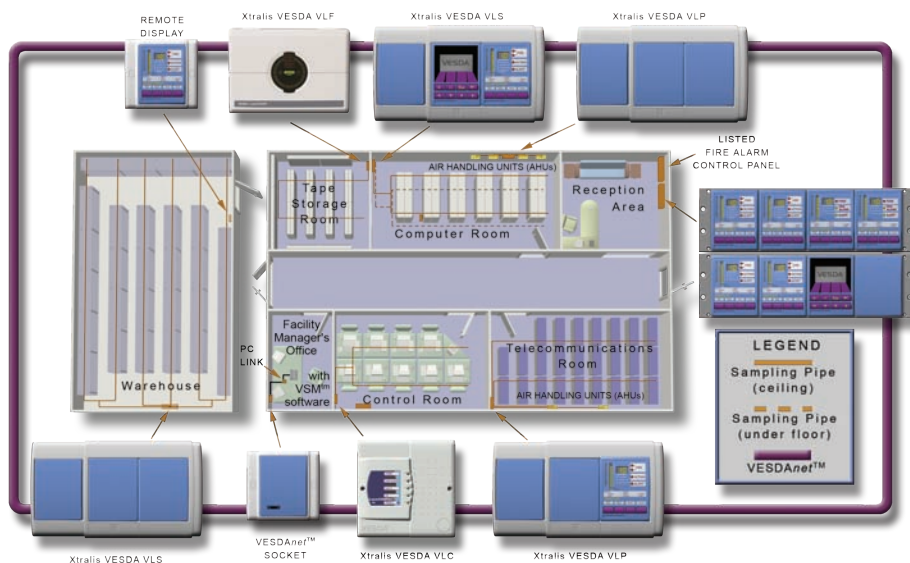 REMOTE
DISPLAY
Xtralis VESDA VLF
Xtralis VESDA VLS
Xtralis VESDA VLP
VESDA
LISTED
FIRE ALARM
CONTROL PANEL
AIR HANDLING UNITS (AHUs)
Tape
Storage
Room
Computer Room
Reception
Area
VESDA
Facility
Manager's
Office
with
VSM™
software
PC
LINK
Warehouse
Control Room
Telecommunications
Room
AIR HANDLING UNITS (AHUs)
LEGEND
Sampling Pipe
(ceiling)
Sampling Pipe
(under floor)
VESDAnet™
Xtralis VESDA VLS
VESDAnet™
SOCKET
Xtralis VESDA VLC
Xtralis VESDA VLP